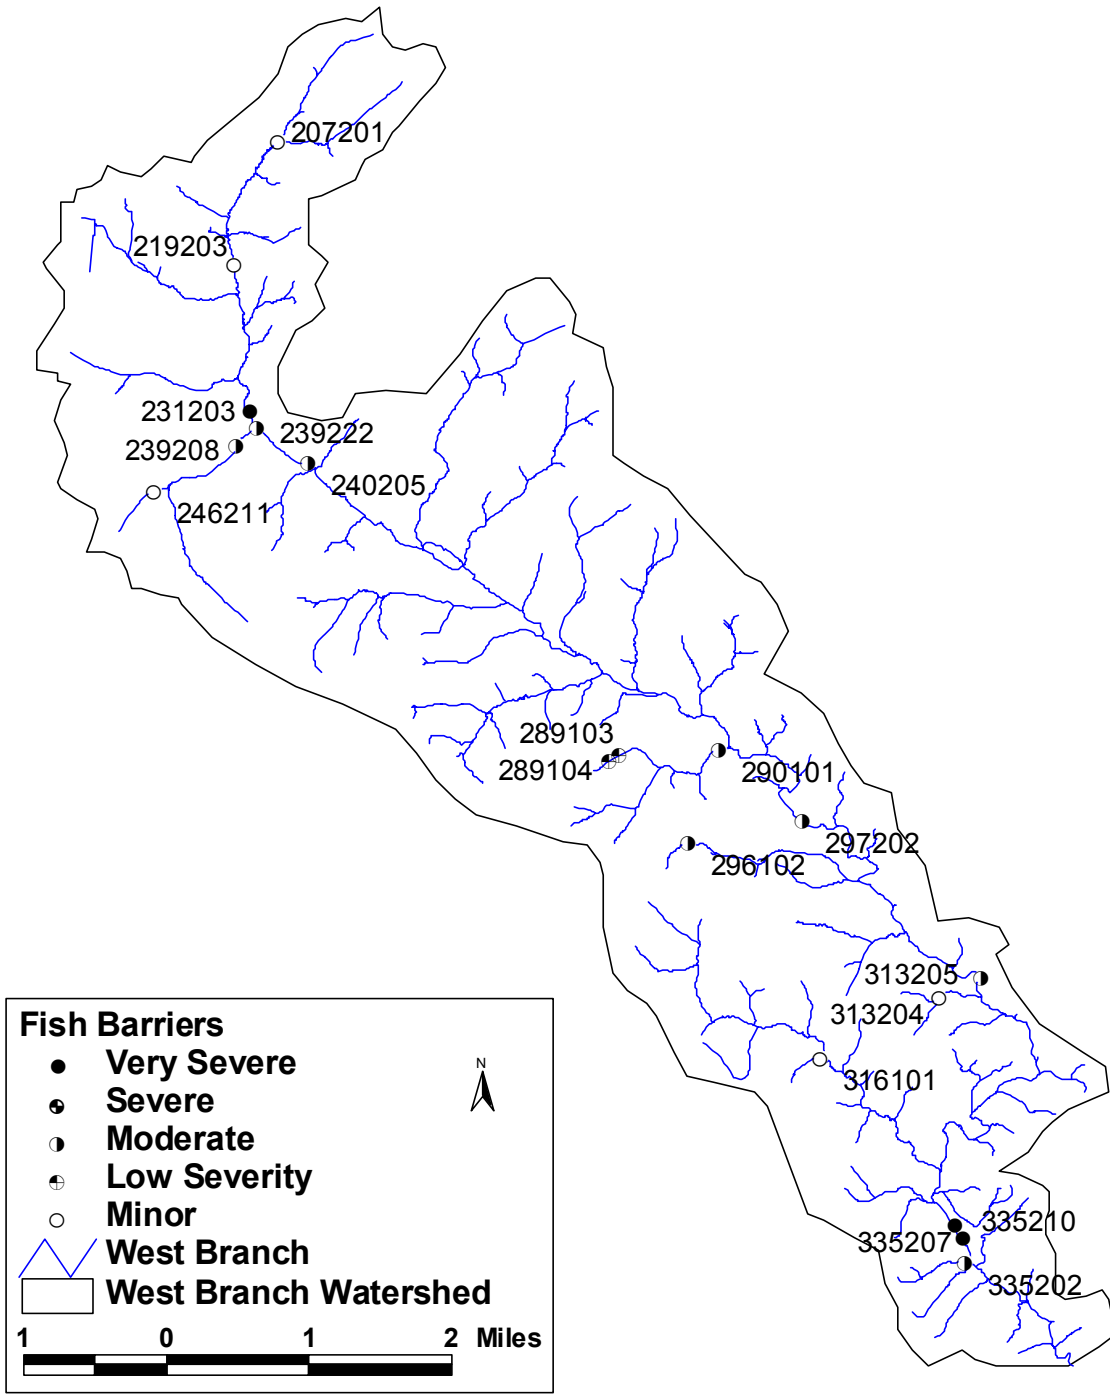 207201
219203
231203
239222
239208
240205
246211
289103
289104
290101
297202
296102
313205
313204
316101
335210
335207
335202
Fish Barriers
Very Severe
Severe
Moderate
Low Severity
Minor
West Branch
West Branch Watershed
N
1 0 1 2 Miles